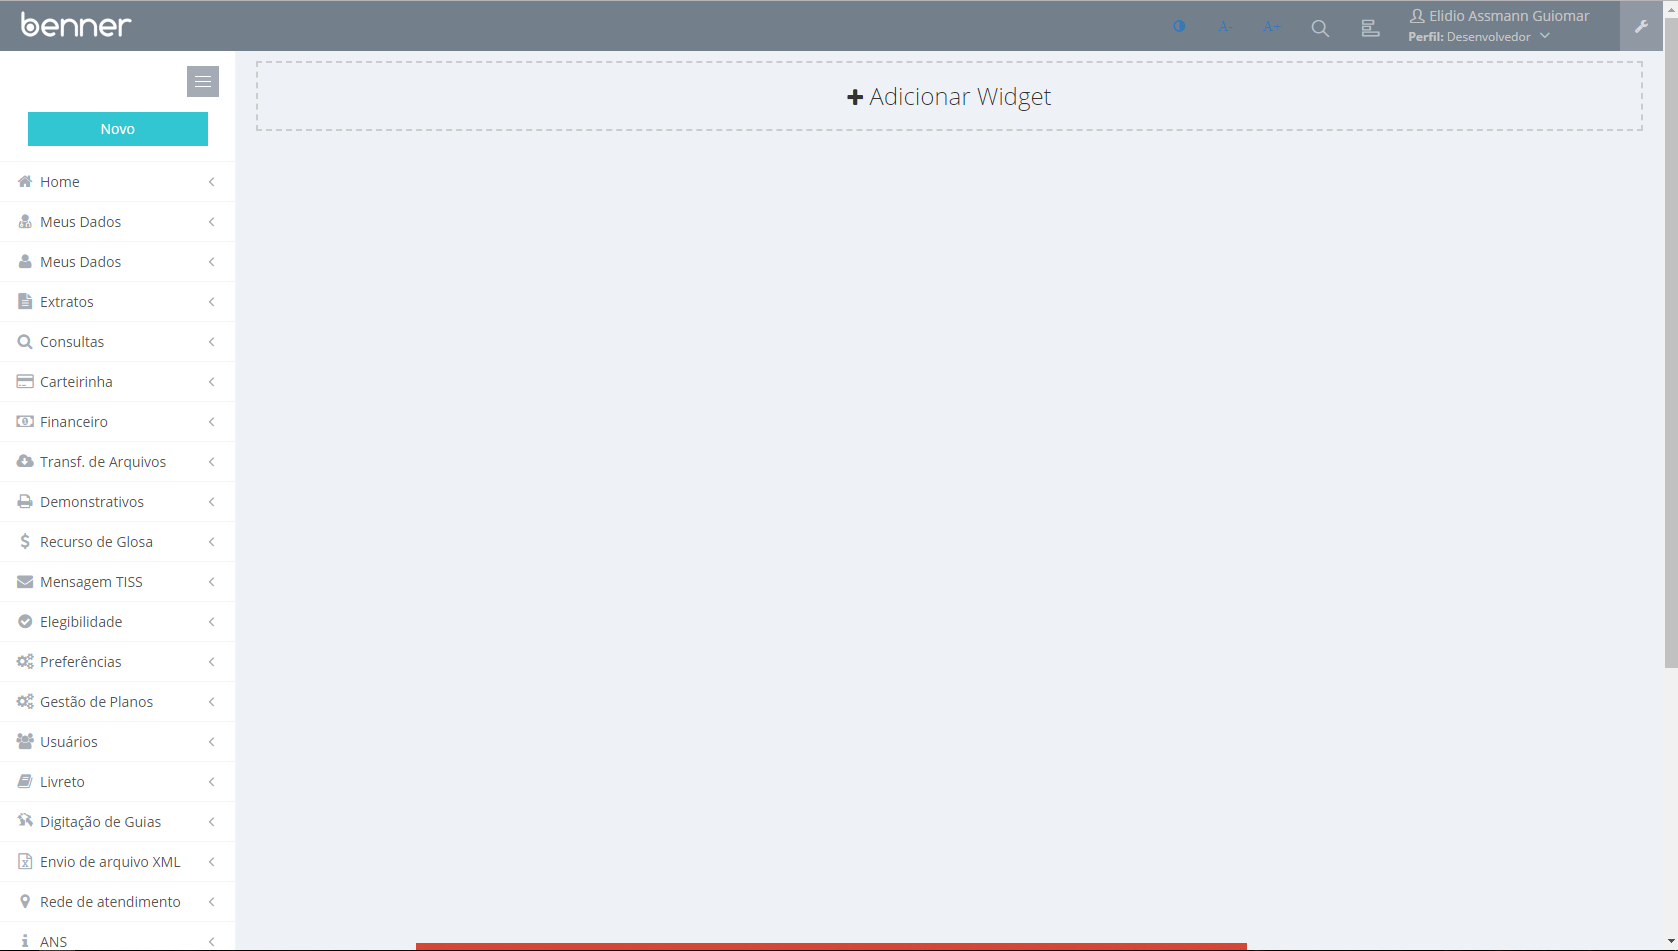 benner
A-
A+
Elidio Assmann Guiomar
Perfil: Desenvolvedor
Novo
Adicionar Widget
Home
Meus Dados
Meus Dados
Extratos
Consultas
Carteirinha
Financeiro
Transf. de Arquivos
Demonstrativos
Recurso de Glosa
Mensagem TISS
Elegibilidade
Preferências
Gestão de Planos
Usuários
Livreto
Digitação de Guias
Envio de arquivo XML
Rede de atendimento
ANS